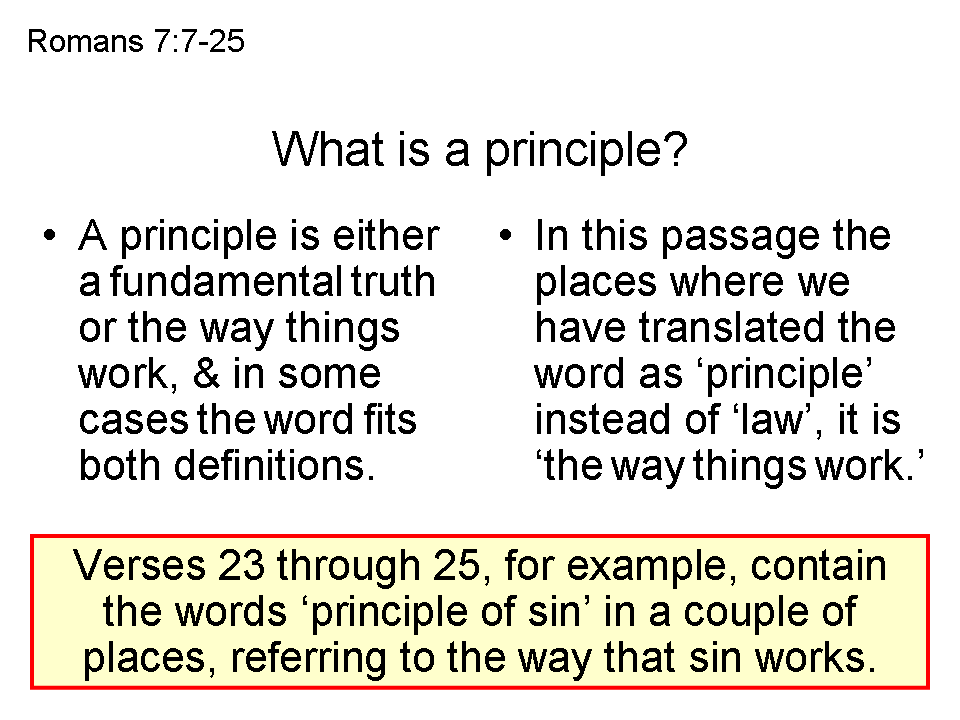 Romans 7:7-25
What is a principle?
• A principle is either
a fundamental truth
or the way things
work, & in some
cases the word fits
both definitions.
• In this passage the
places where we
have translated the
word as ‘principle’
instead of ‘law’, it is
‘the way things work.’
Verses 23 through 25, for example, contain
the words ‘principle of sin’ in a couple of
places, referring to the way that sin works.